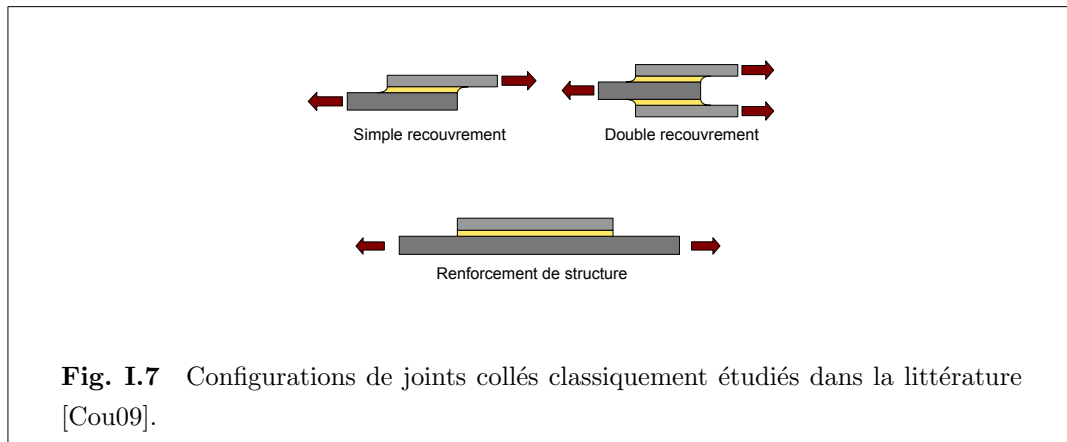 Simple recouvrement
Double recouvrement
Renforcement de structure
Fig. I.7 Configurations de joints collés classiquement étudiés dans la littérature
[Cou09].